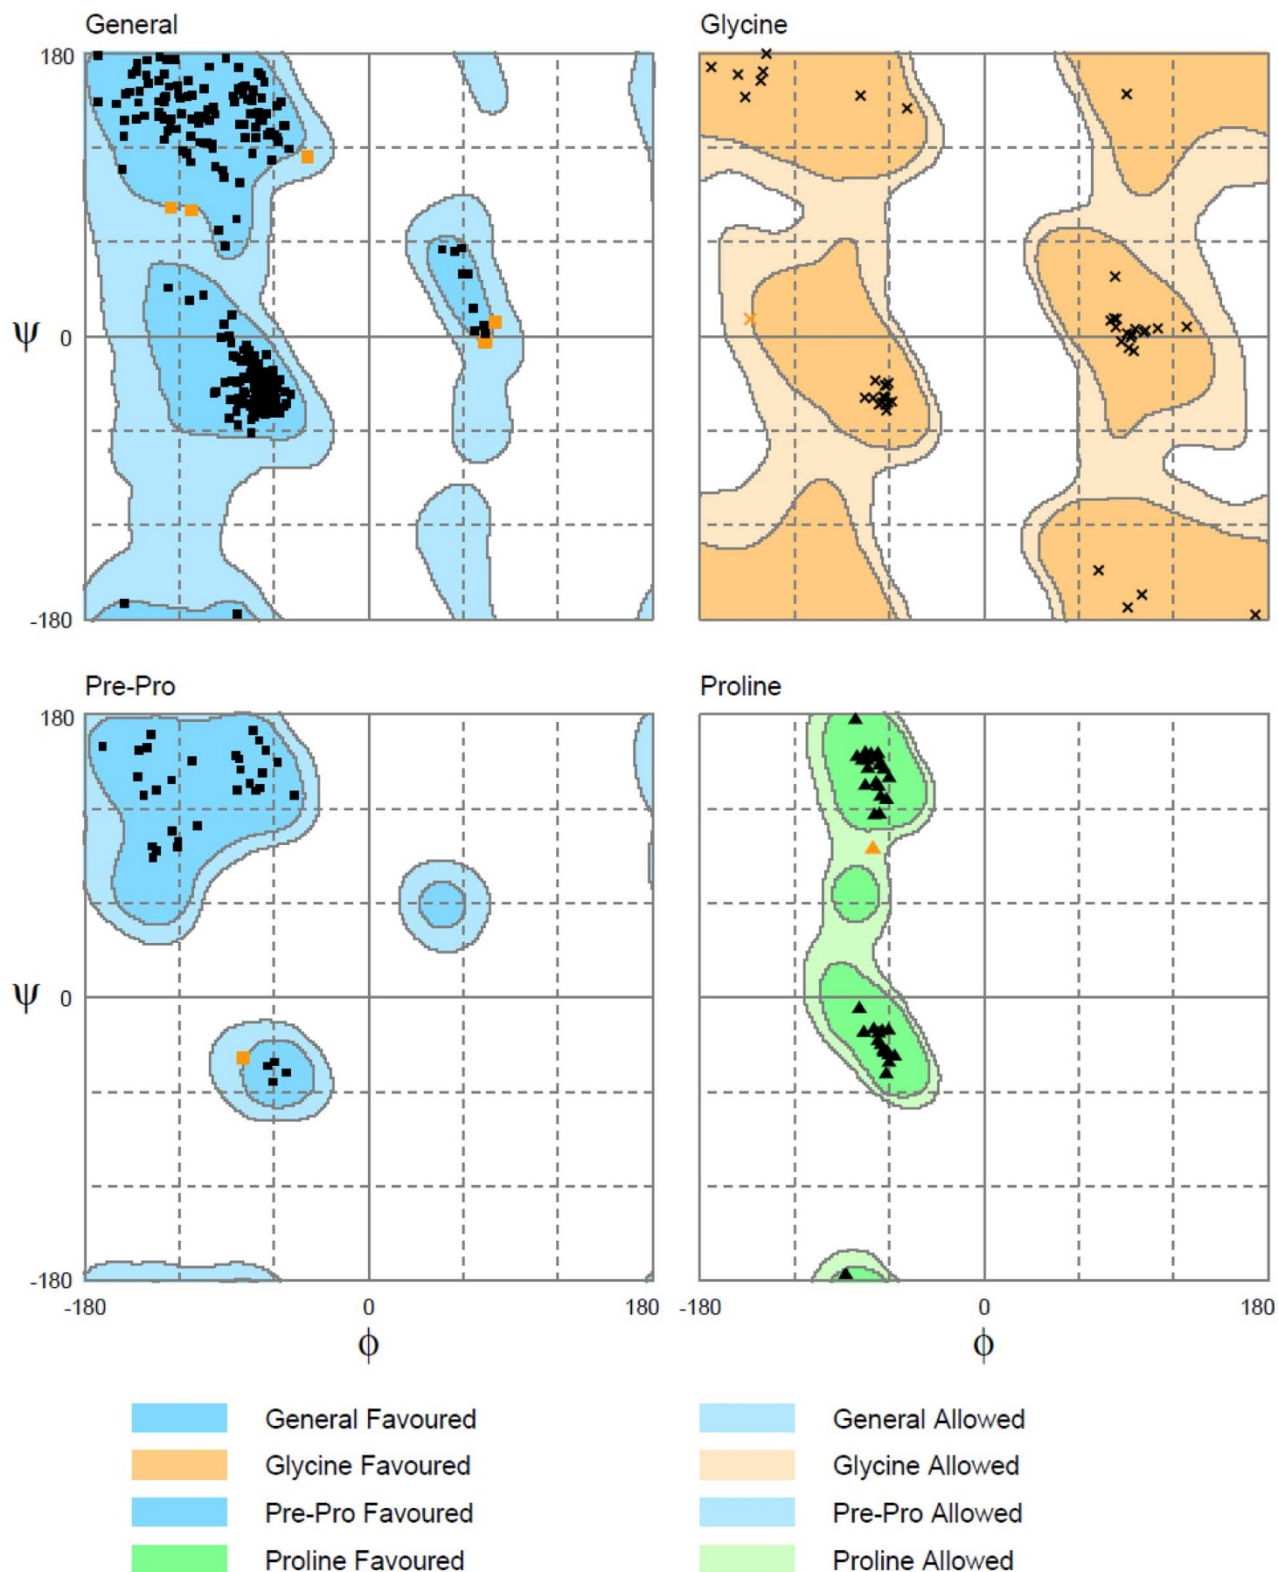 General Glycine
180
ψ 0
-180
Pre-Pro Proline
180
ψ 0
-180
-180 0 180 -180 0 180
ϕ ϕ
General Favoured General Allowed
Glycine Favoured Glycine Allowed
Pre-Pro Favoured Pre-Pro Allowed
Proline Favoured Proline Allowed